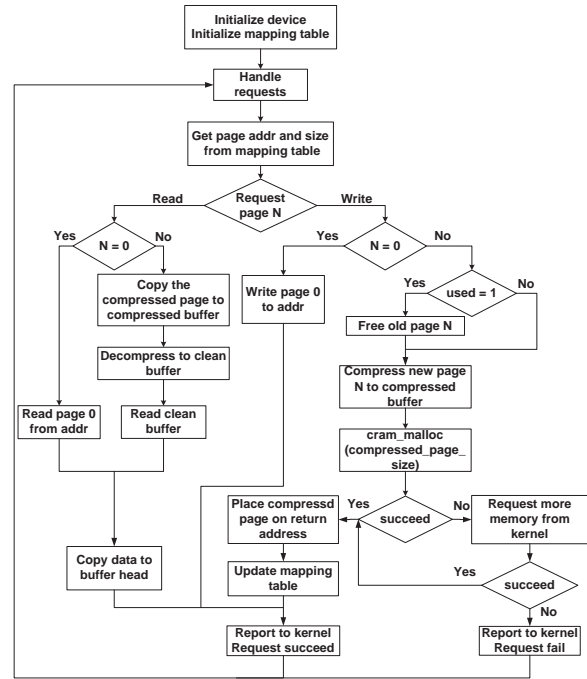 Initialize device
Initialize mapping table
Handle
requests
Get page addr and size
from mapping table
Read
Request
page N
Write
Yes
N = 0
No
Yes
N = 0
No
Copy the
compressed page to
compressed buffer
Write page 0
to addr
Yes
used = 1
No
Free old page N
Decompress to clean
buffer
Compress new page
N to compressed
buffer
Read page 0
from addr
Read clean
buffer
cram_malloc
(compressed_page_
size)
Place compressd
page on return
address
Yes
succeed
No
Request more
memory from
kernel
Copy data to
buffer head
Update mapping
table
Yes
succeed
No
Report to kernel
Request succeed
Report to kernel
Request fail